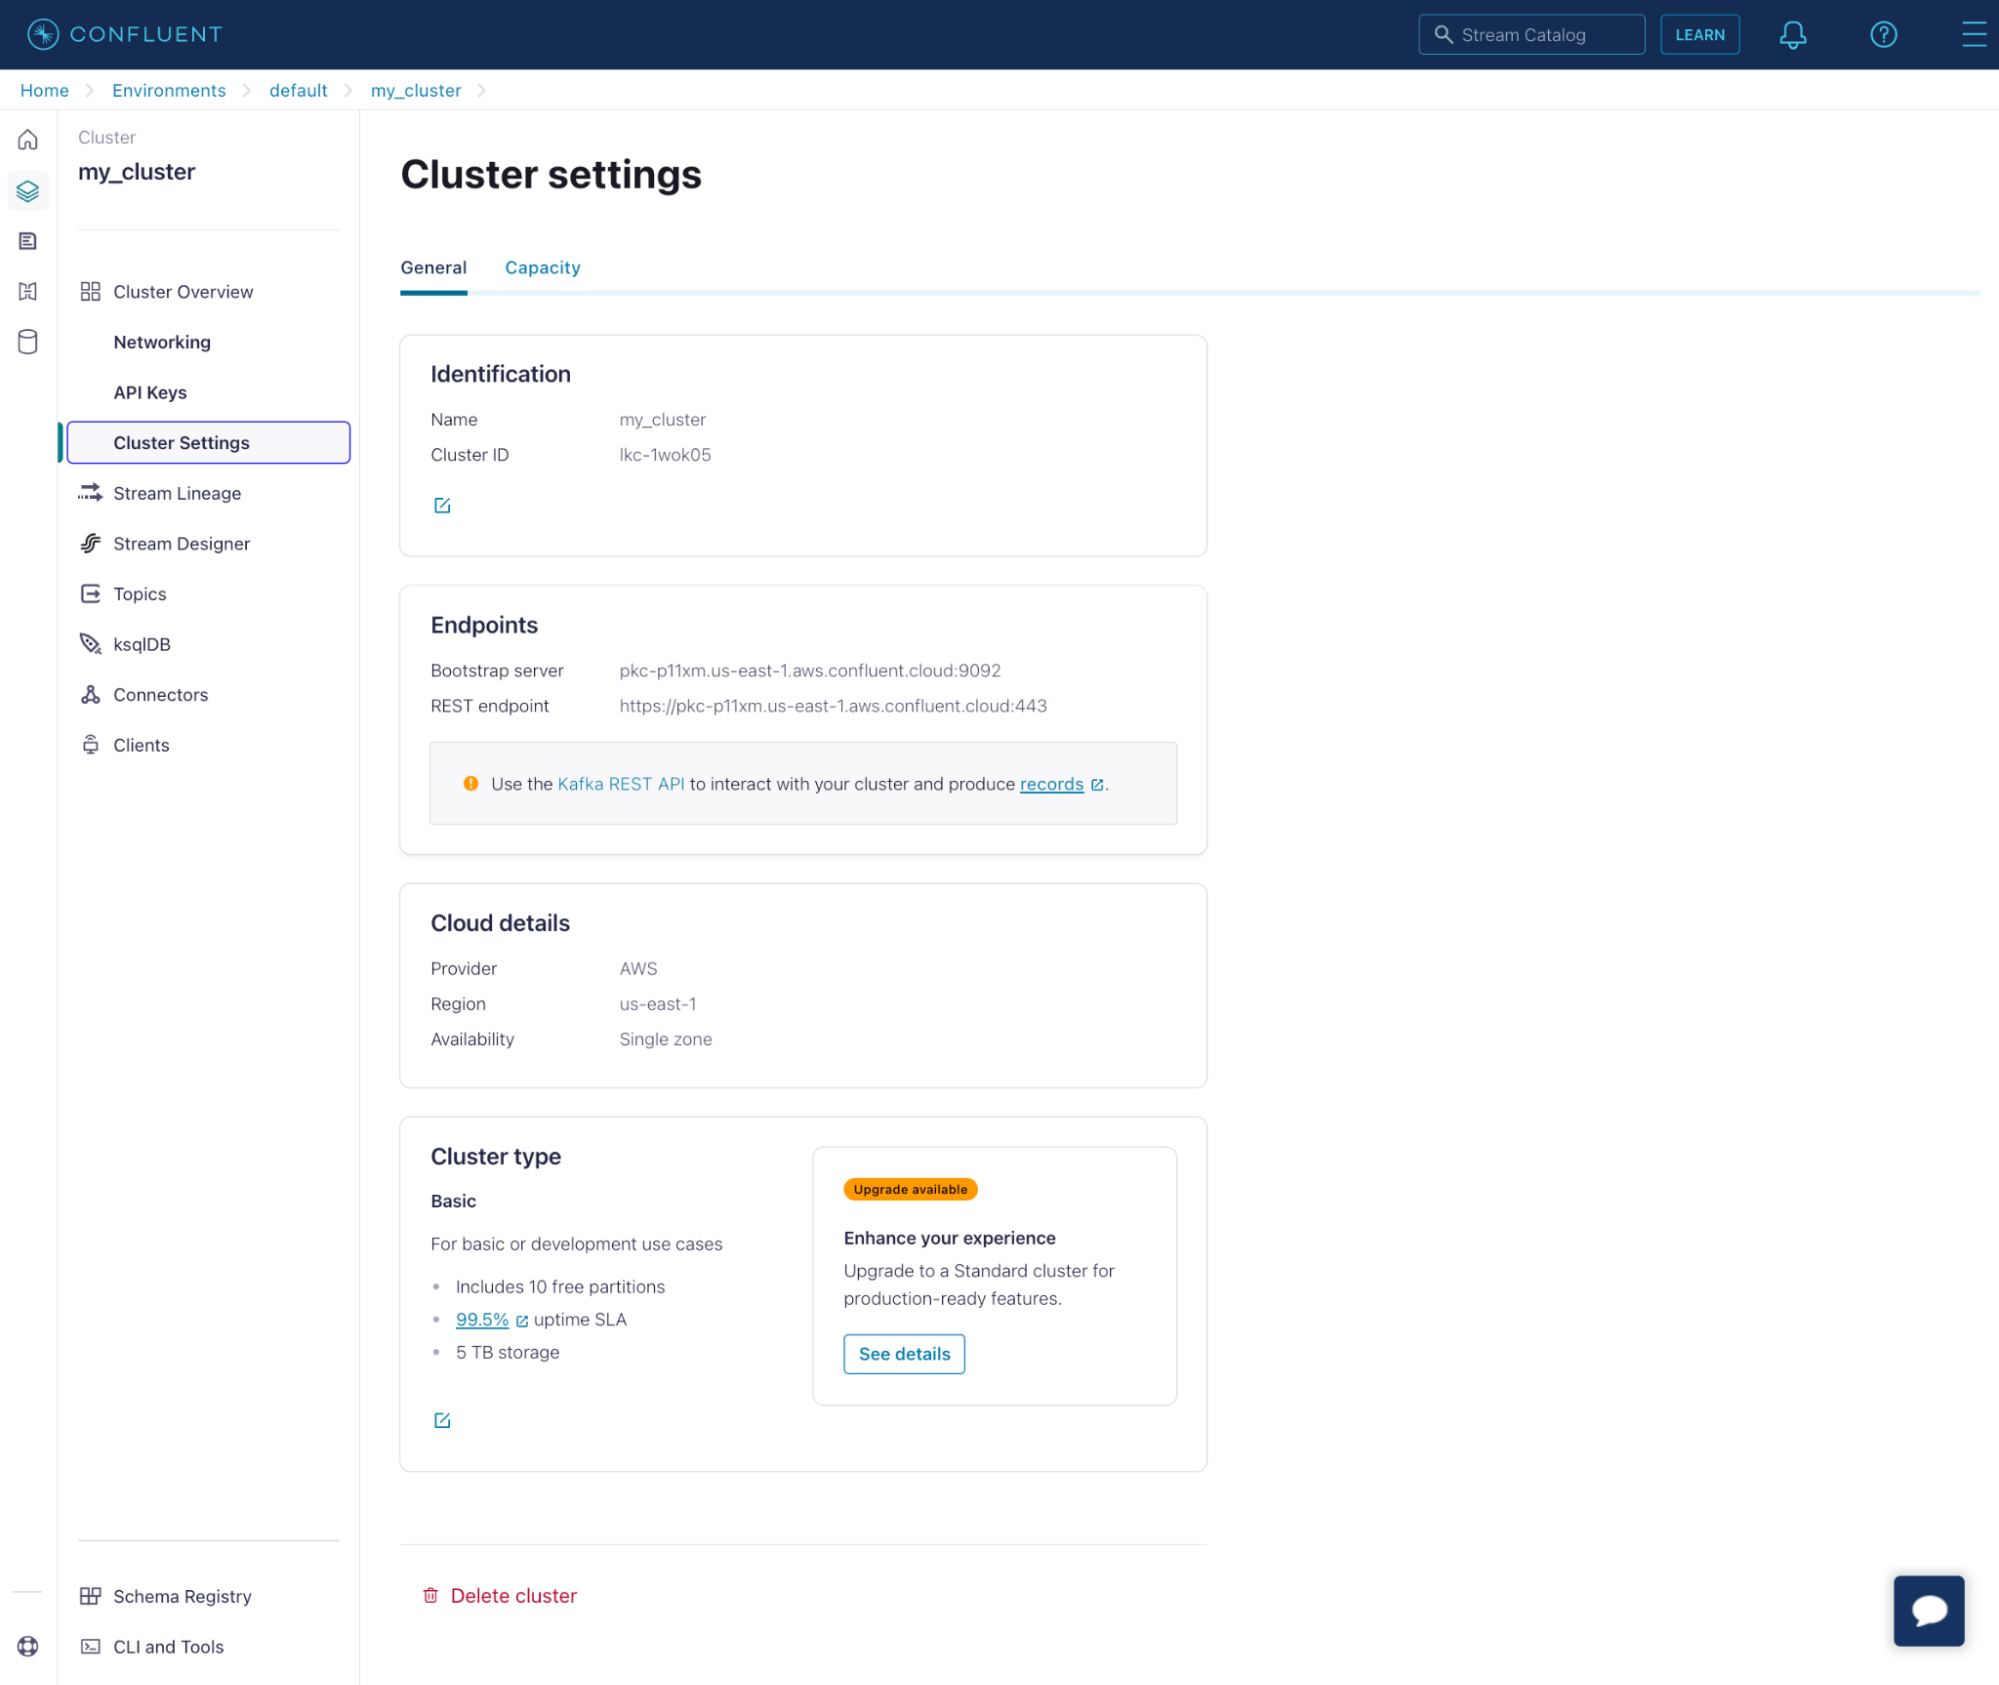 CONFLUENT
Stream Catalog
LEARN
Home
Environments
default
my_cluster
Cluster
my_cluster
Cluster Overview
Networking
API Keys
Cluster Settings
Stream Lineage
Stream Designer
Topics
ksqlDB
Connectors
Clients
Schema Registry
CLI and Tools
Cluster settings
General
Capacity
Identification
Name my_cluster
Cluster ID lkc-1wok05
Endpoints
Bootstrap server pkc-p11xm.us-east-1.aws.confluent.cloud:9092
REST endpoint https://pkc-p11xm.us-east-1.aws.confluent.cloud:443
Use the Kafka REST API to interact with your cluster and produce records.
Cloud details
Provider AWS
Region us-east-1
Availability Single zone
Cluster type
Basic
For basic or development use cases
• Includes 10 free partitions
• 99.5% uptime SLA
• 5 TB storage
Upgrade available
Enhance your experience
Upgrade to a Standard cluster for
production-ready features.
See details
Delete cluster